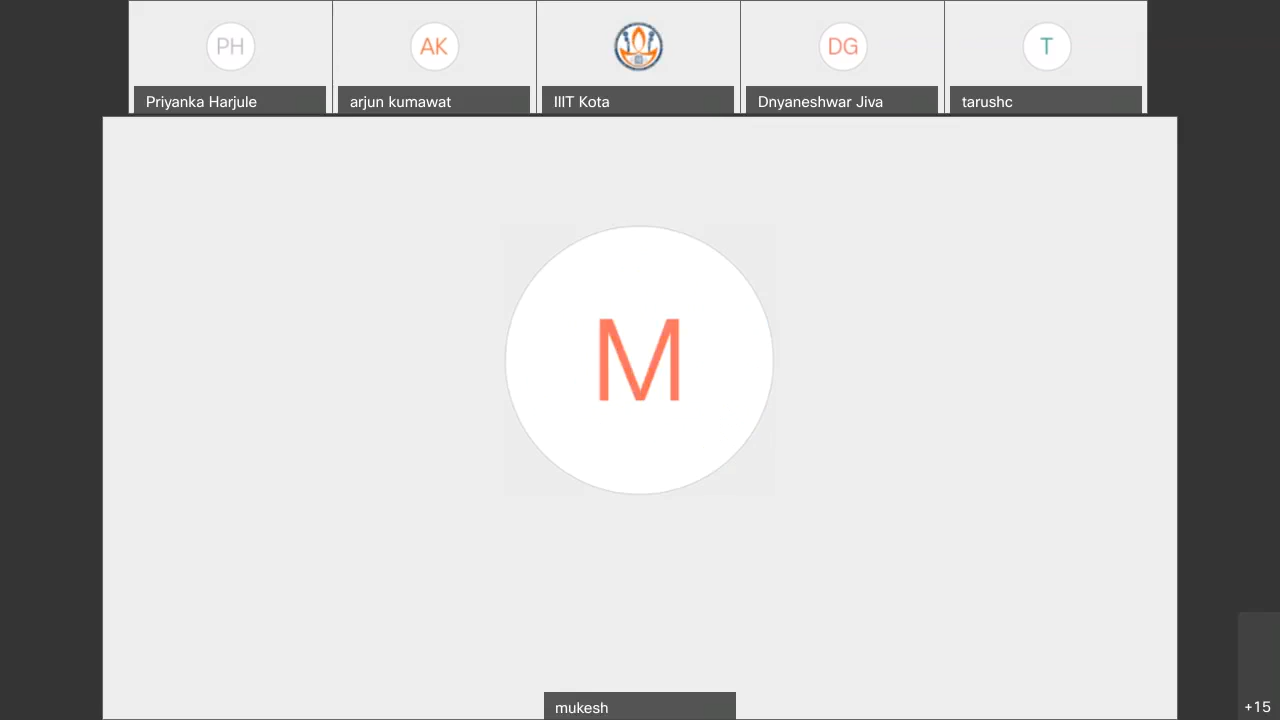 PH
AK
DG
T
Priyanka Harjule
arjun kumawat
IIIT Kota
Dnyaneshwar Jiva
tarushc
M
mukesh
+15